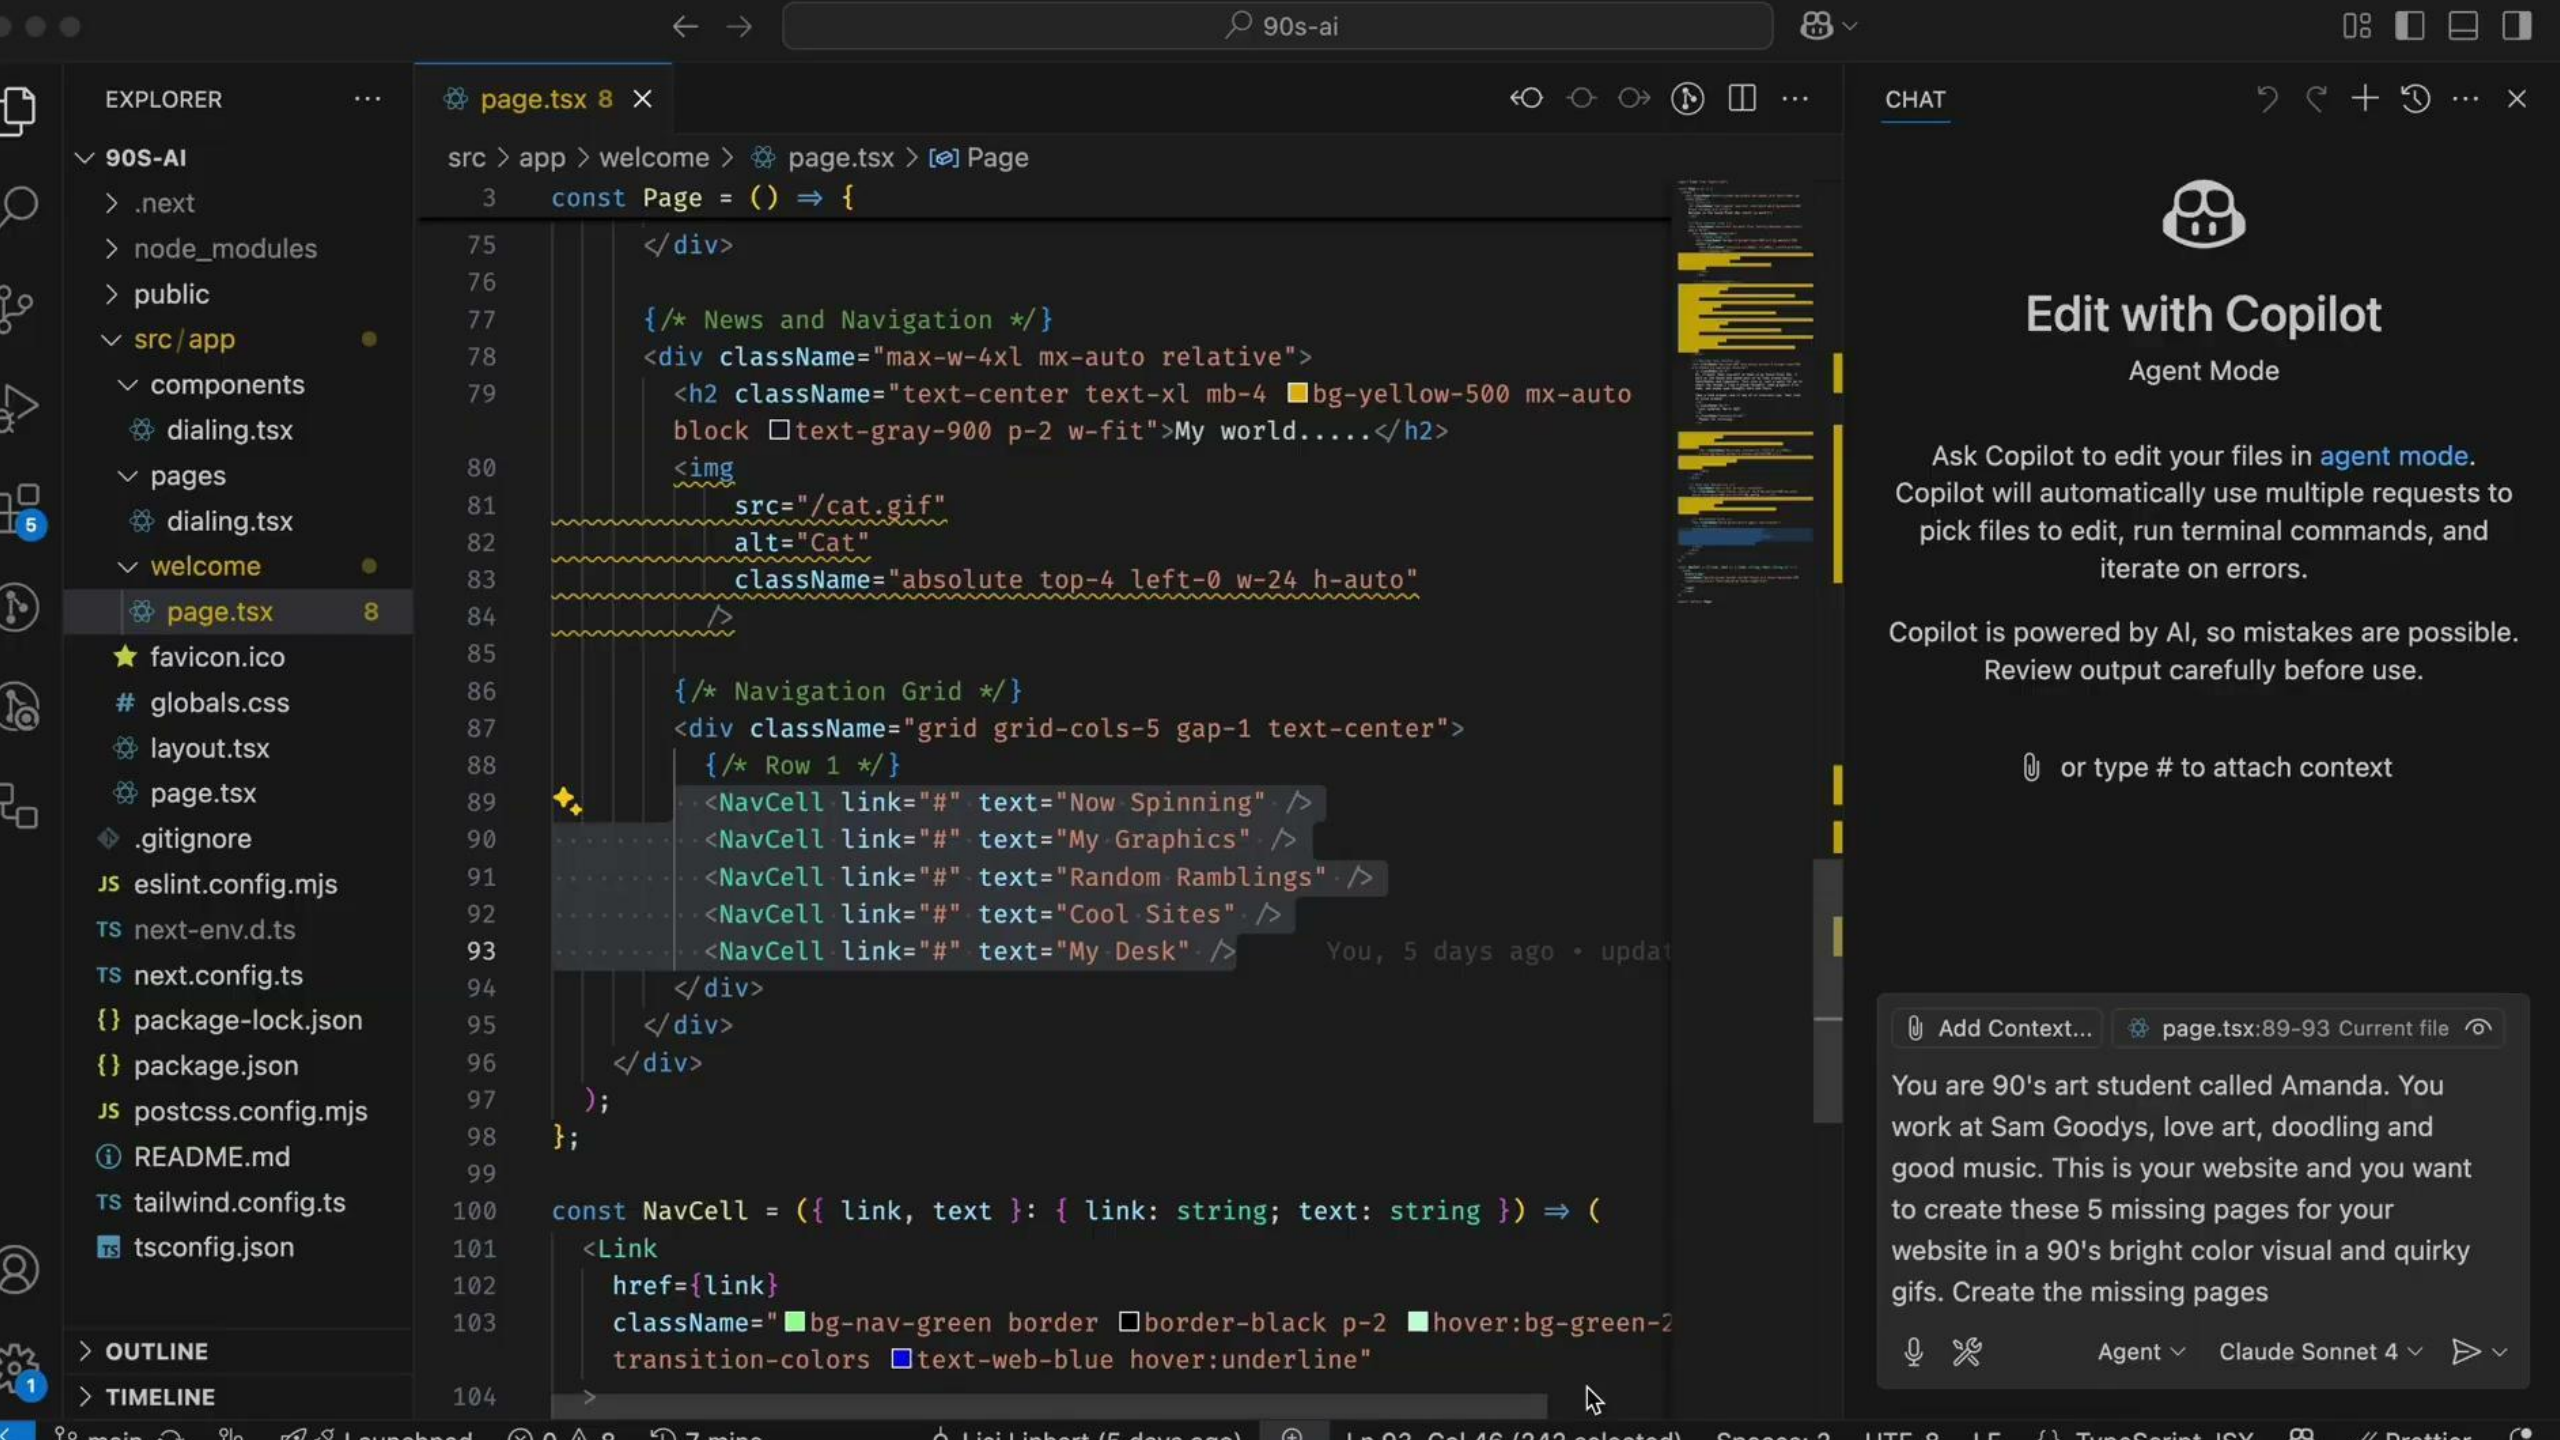 90s-ai
EXPLORER
90S-AI
.next
node_modules
public
src/app
components
dialing.tsx
pages
dialing.tsx
welcome
page.tsx 8
favicon.ico
globals.css
layout.tsx
page.tsx
.gitignore
JS eslint.config.mjs
TS next-env.d.ts
TS next.config.ts
{} package-lock.json
{} package.json
JS postcss.config.mjs
README.md
TS tailwind.config.ts
TS tsconfig.json
OUTLINE
TIMELINE
5
1
page.tsx 8
src > app > welcome > page.tsx > Page
3 const Page = () ⇒ {
75 </div>
76
77 {/* News and Navigation */}
78 <div className="max-w-4xl mx-auto relative">
79 <h2 className="text-center text-xl mb-4 bg-yellow-500 mx-auto
block text-gray-900 p-2 w-fit">My world.....</h2>
80 <img
81 src="/cat.gif"
82 alt="Cat"
83 className="absolute top-4 left-0 w-24 h-auto"
84 />
85
86 {/* Navigation Grid */}
87 <div className="grid grid-cols-5 gap-1 text-center">
88 {/* Row 1 */}
89 <NavCell link="#" text="Now Spinning" />
90 <NavCell link="#" text="My Graphics" />
91 <NavCell link="#" text="Random Ramblings" />
92 <NavCell link="#" text="Cool Sites" />
93 <NavCell link="#" text="My Desk" /> You, 5 days ago • updat
94 </div>
95 </div>
96 </div>
97 );
98 };
99
100 const NavCell = ({ link, text }: { link: string; text: string }) ⇒ (
101 <Link
102 href={link}
103 className="bg-nav-green border border-black p-2 hover:bg-green-2
transition-colors text-web-blue hover:underline"
104 >
CHAT
Edit with Copilot
Agent Mode
Ask Copilot to edit your files in agent mode.
Copilot will automatically use multiple requests to
pick files to edit, run terminal commands, and
iterate on errors.
Copilot is powered by AI, so mistakes are possible.
Review output carefully before use.
or type # to attach context
Add Context... page.tsx:89-93 Current file
You are 90's art student called Amanda. You
work at Sam Goodys, love art, doodling and
good music. This is your website and you want
to create these 5 missing pages for your
website in a 90's bright color visual and quirky
gifs. Create the missing pages
Agent Claude Sonnet 4